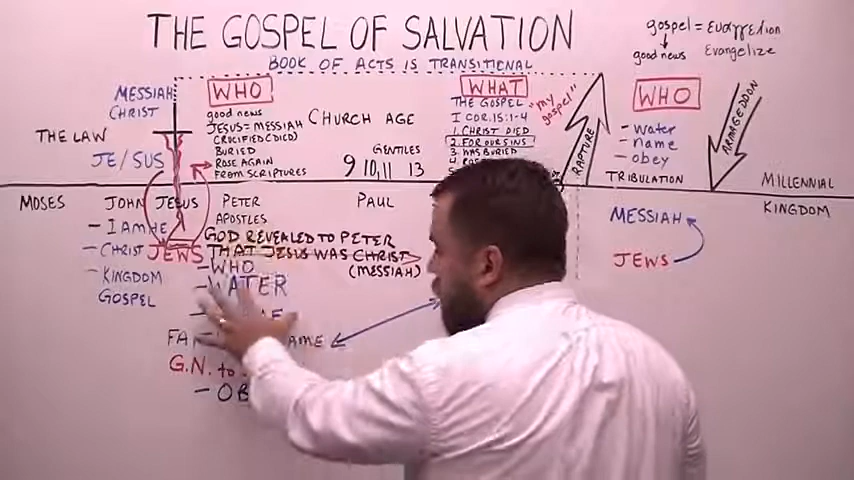 THE GOSPEL OF SALVATION
gospel = Ευαγγελιον
good news Evangelize
BOOK OF ACTS IS TRANSITIONAL
MESSIAH
CHRIST
THE LAW
JE/SUS
WHO
good news
JESUS = MESSIAH
CRUCIFIED (DIED)
BURIED
ROSE AGAIN
FROM SCRIPTURES
CHURCH AGE
GENTILES
9 10,11 13
WHAT
THE GOSPEL
I COR.15:1-4
1. CHRIST DIED
2. FOR OUR SINS
3. WAS BURIED
4.
"my gospel"
RAPTURE
WHO
- water
- name
- obey
TRIBULATION
ARMAGEDDON
MILLENNIAL
KINGDOM
MOSES
JOHN
- I AM HE
- CHRIST
- KINGDOM
GOSPEL
JESUS
JEWS
PETER
APOSTLES
GOD REVEALED TO PETER
THAT JESUS WAS CHRIST
(MESSIAH)
- WHO
- WATER
G.N. to
PAUL
MESSIAH
JEWS